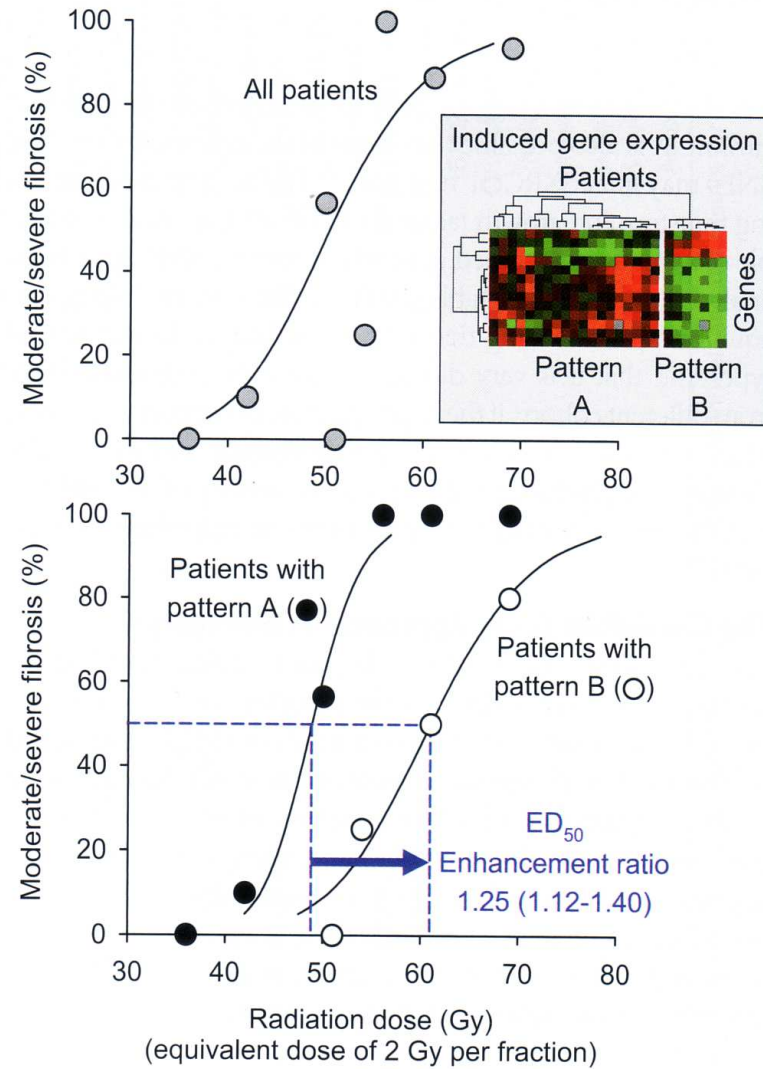 Moderate/severe fibrosis (%)
100
80
60
40
20
0
30
40
50
60
70
80
All patients
Induced gene expression
Patients
Genes
Pattern
A
Pattern
B
Moderate/severe fibrosis (%)
100
80
60
40
20
0
30
40
50
60
70
80
Patients with
pattern A (●)
Patients with
pattern B (○)
ED₅₀
Enhancement ratio
1.25 (1.12-1.40)
Radiation dose (Gy)
(equivalent dose of 2 Gy per fraction)